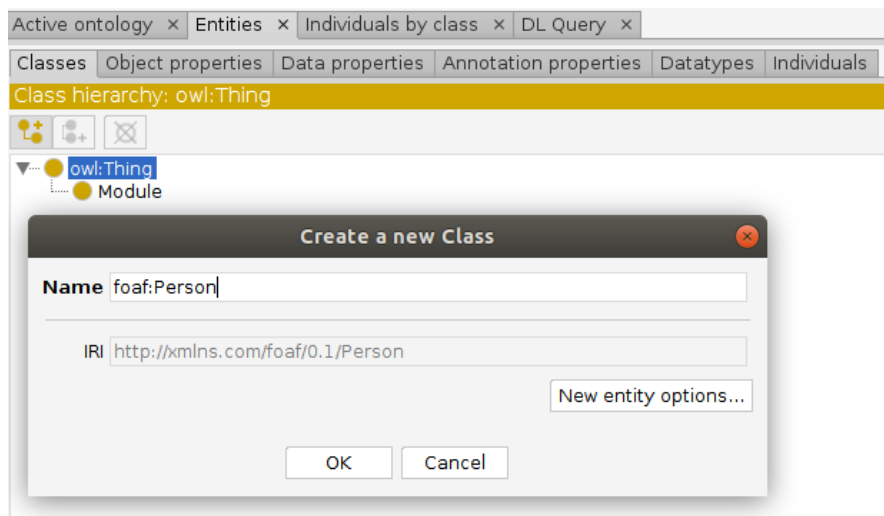 Active ontology × Entities × Individuals by class × DL Query ×
Classes Object properties Data properties Annotation properties Datatypes Individuals
Class hierarchy: owl:Thing
owl:Thing
Module
Create a new Class
Name foaf:Person
IRI http://xmlns.com/foaf/0.1/Person
New entity options...
OK Cancel